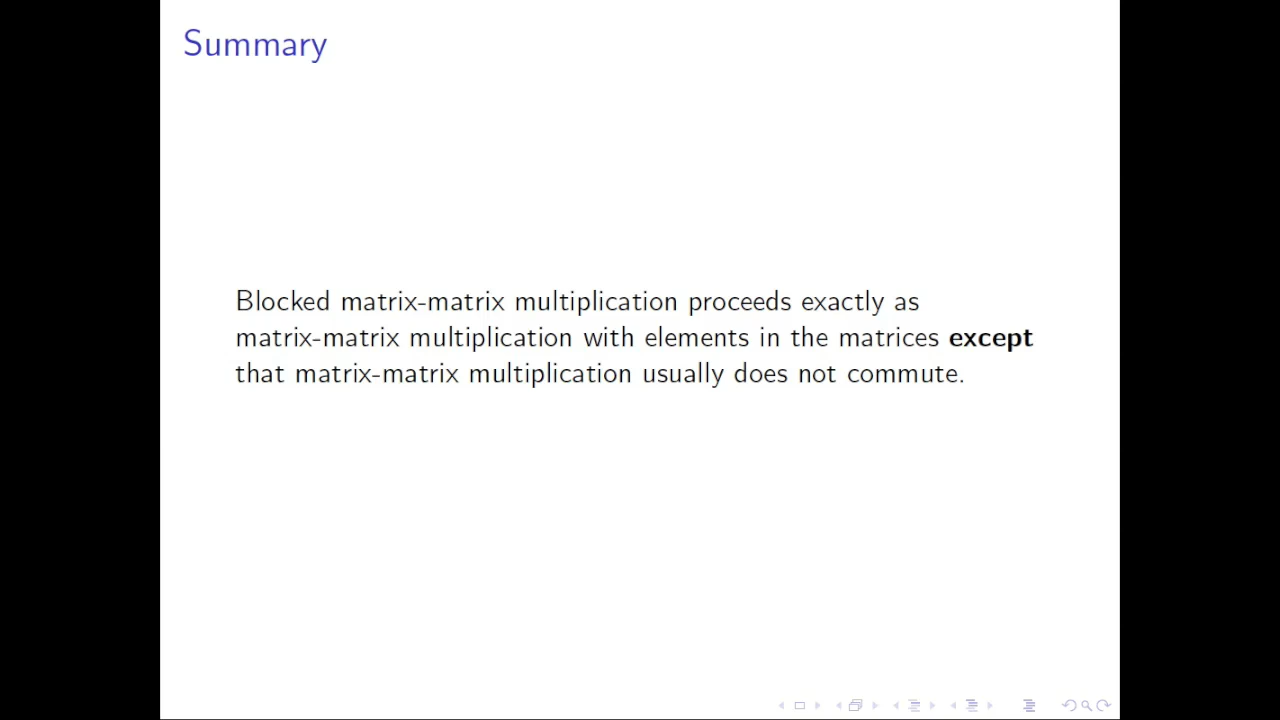 Summary
Blocked matrix-matrix multiplication proceeds exactly as
matrix-matrix multiplication with elements in the matrices except
that matrix-matrix multiplication usually does not commute.